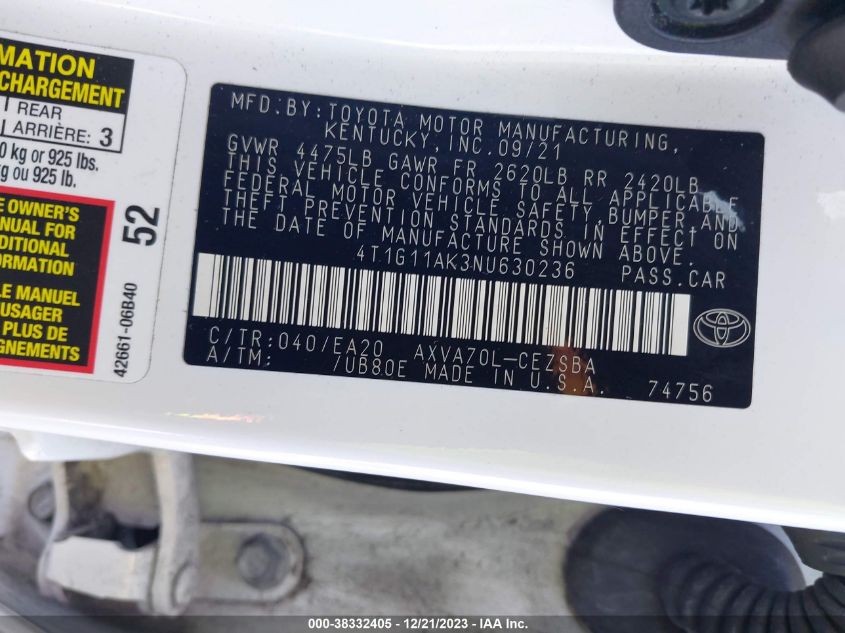 MATION
CHARGEMENT
REAR
ARRIÈRE: 3
0 kg or 925 lbs.
kg ou 925 lb.
E OWNER'S
ANUAL FOR
DDITIONAL
FORMATION
LE MANUEL
USAGER
PLUS DE
52
42661-06B40
MFD. BY: TOYOTA MOTOR MANUFACTURING,
KENTUCKY, INC. 09/21
GVWR 4475LB GAWR FR 2620LB RR 2420LB
THIS VEHICLE CONFORMS TO ALL APPLICABLE
FEDERAL MOTOR VEHICLE SAFETY, BUMPER, AND
THEFT PREVENTION STANDARDS IN EFFECT ON
THE DATE OF MANUFACTURE SHOWN ABOVE.
4T1G11AK3NU630236 PASS.CAR
C/TR: 040/EA20 AXVA70L-CEZSBA
A/TM: /UB80E MADE IN U.S.A. 74756
000-38332405 - 12/21/2023 - IAA Inc.